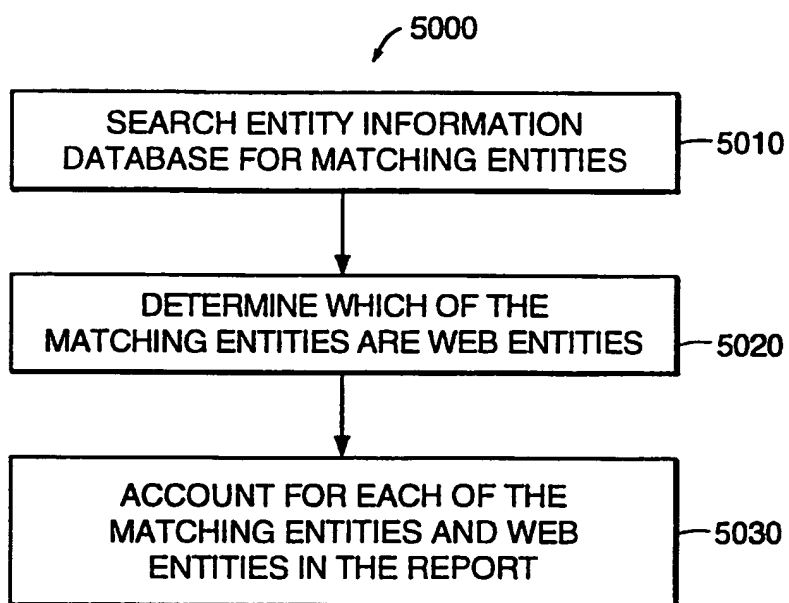 5000
SEARCH ENTITY INFORMATION
DATABASE FOR MATCHING ENTITIES
5010
DETERMINE WHICH OF THE
MATCHING ENTITIES ARE WEB ENTITIES
5020
ACCOUNT FOR EACH OF THE
MATCHING ENTITIES AND WEB
ENTITIES IN THE REPORT
5030